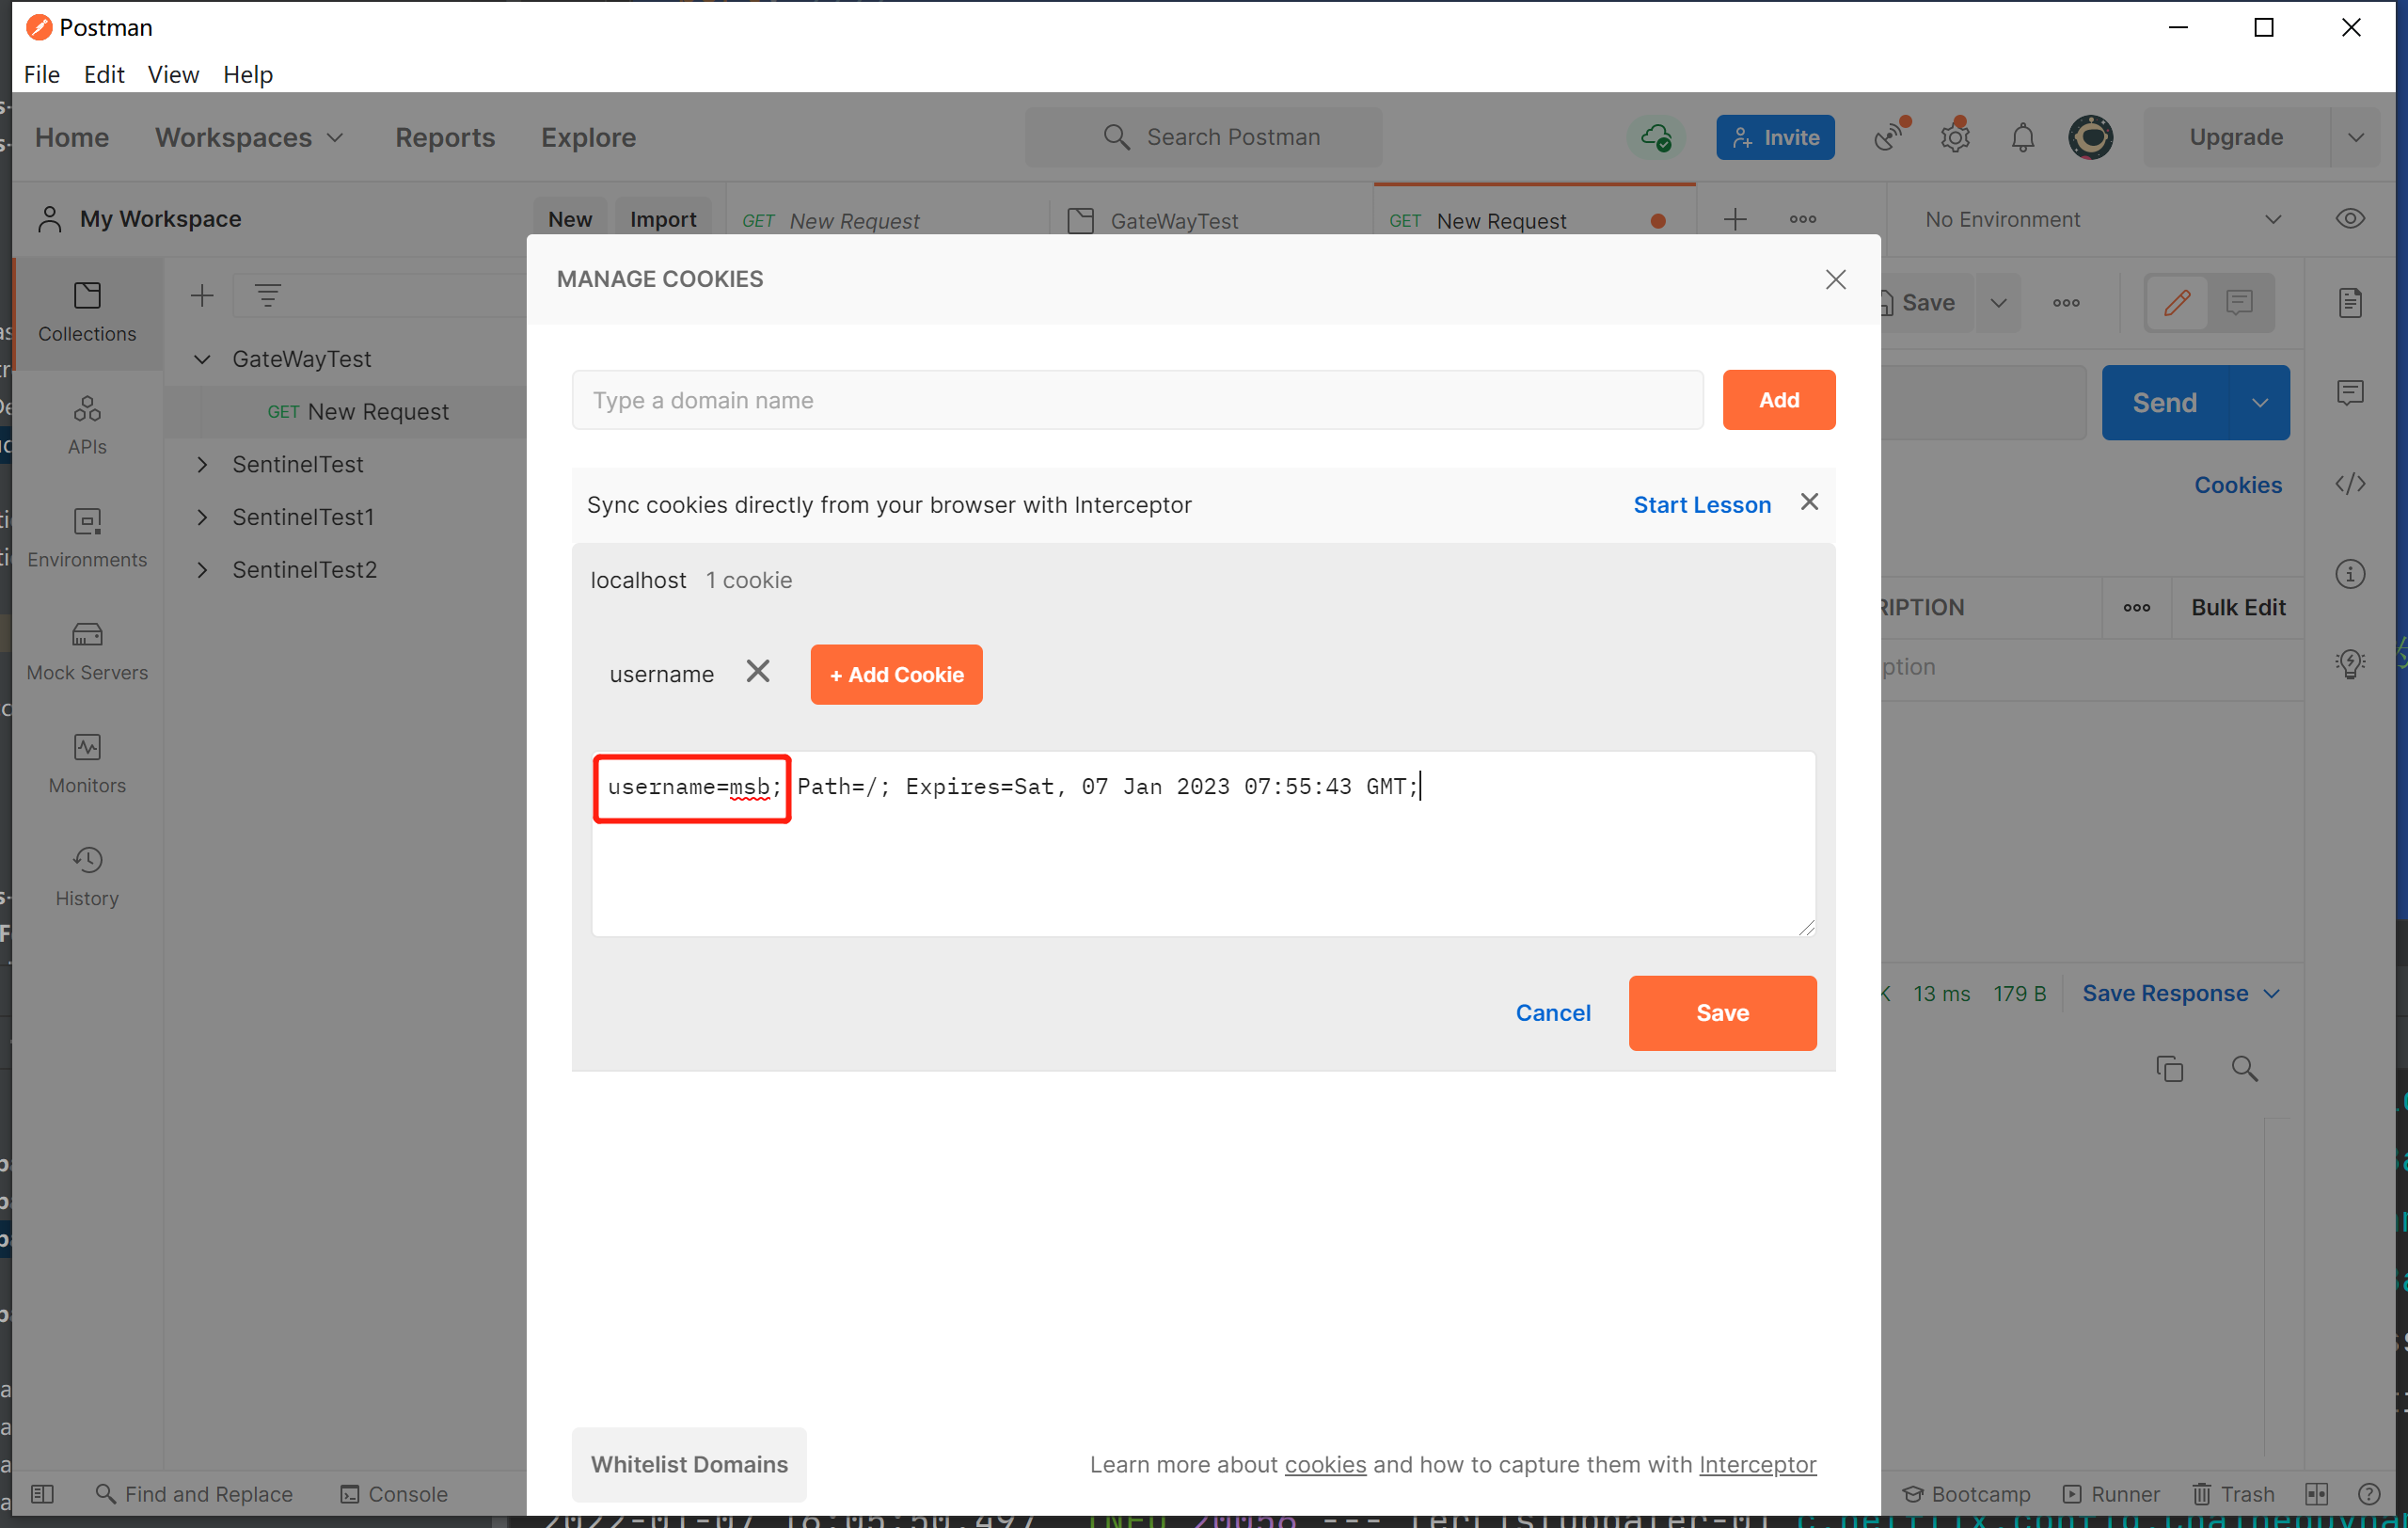 Postman
File Edit View Help
Home Workspaces Reports Explore Search Postman Invite Upgrade
My Workspace New Import GET New Request GateWayTest GET New Request No Environment
MANAGE COOKIES
Save
Collections
GateWayTest
Type a domain name Add
Send
GET New Request
APIs
SentinelTest
Sync cookies directly from your browser with Interceptor Start Lesson
Cookies
SentinelTest1
Environments
SentinelTest2
localhost 1 cookie
RIPTION Bulk Edit
Mock Servers
username + Add Cookie
ption
Monitors
username=msb; Path=/; Expires=Sat, 07 Jan 2023 07:55:43 GMT;
History
13 ms 179 B Save Response
Cancel Save
Whitelist Domains Learn more about cookies and how to capture them with Interceptor
Find and Replace Console Bootcamp Runner Trash